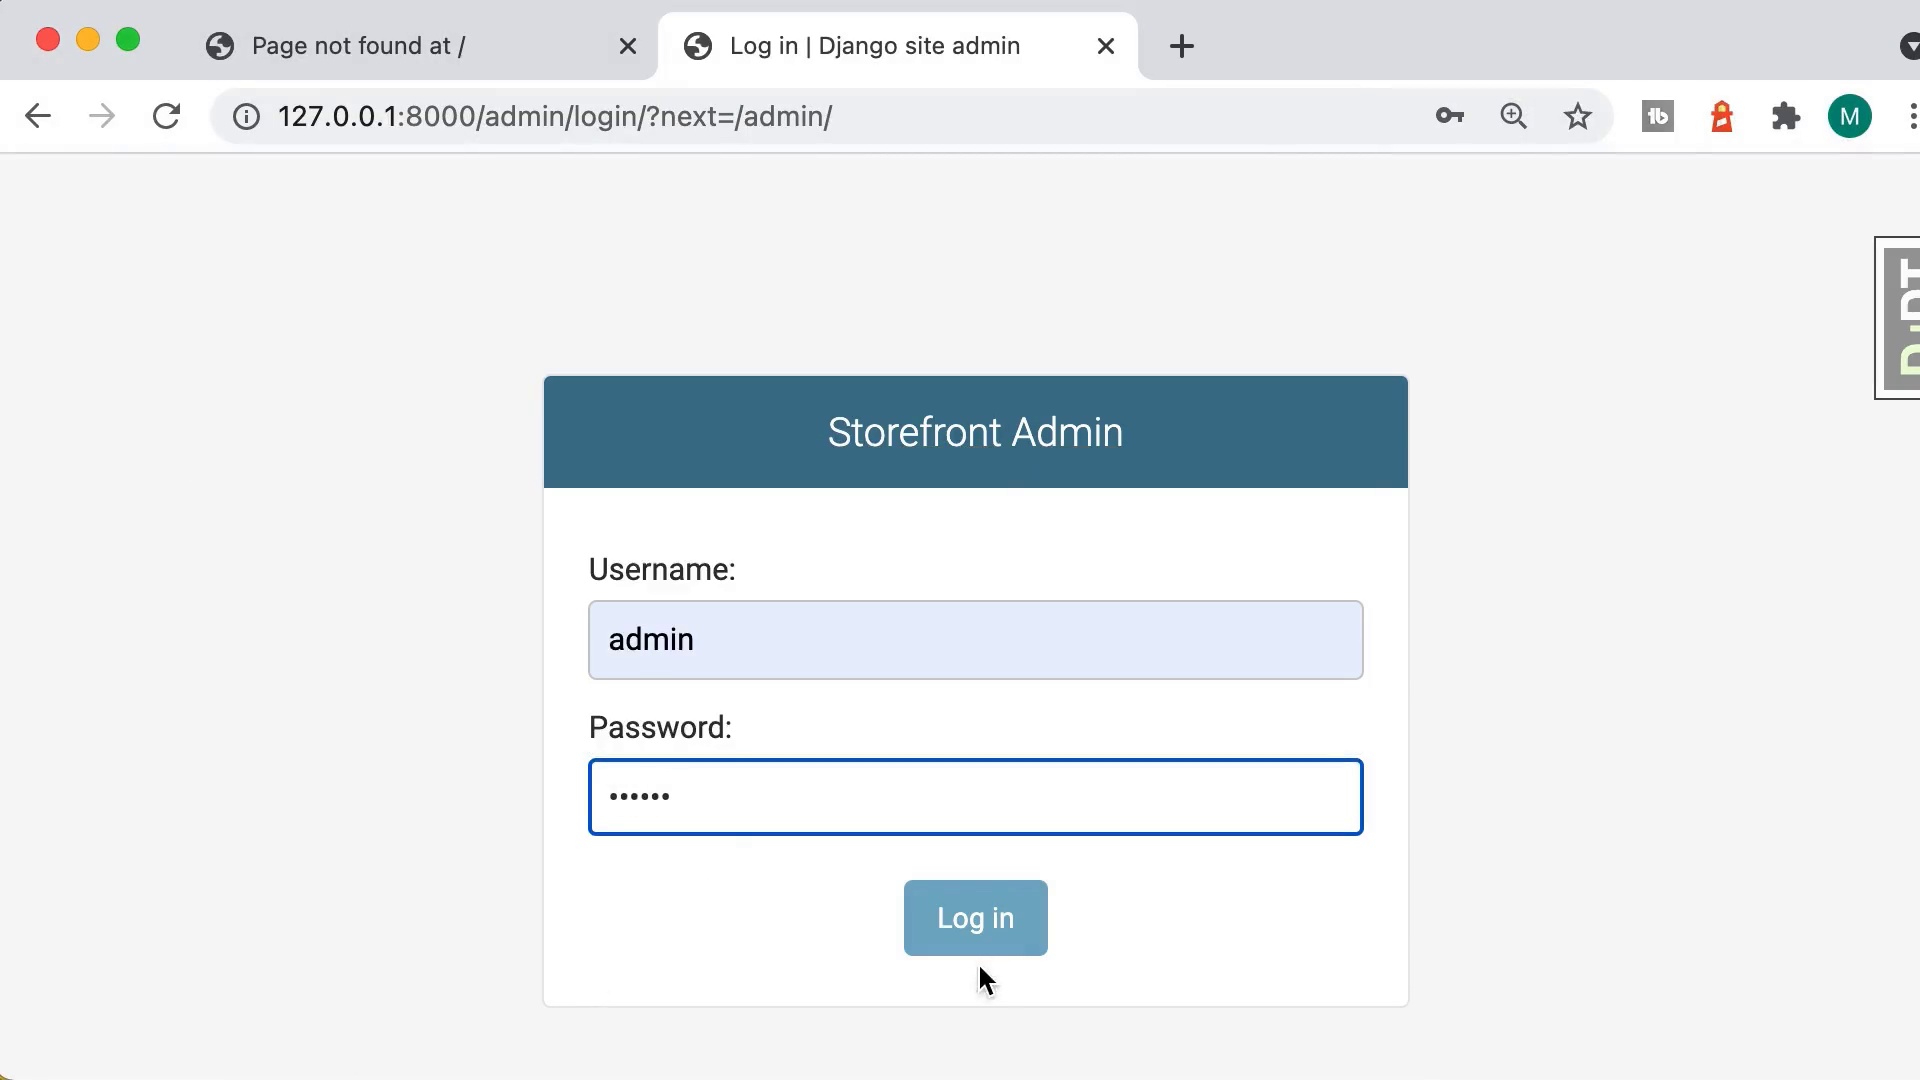 Page not found at /
Log in | Django site admin
127.0.0.1:8000/admin/login/?next=/admin/
M
DjDT
Storefront Admin
Username:
admin
Password:
••••••
Log in